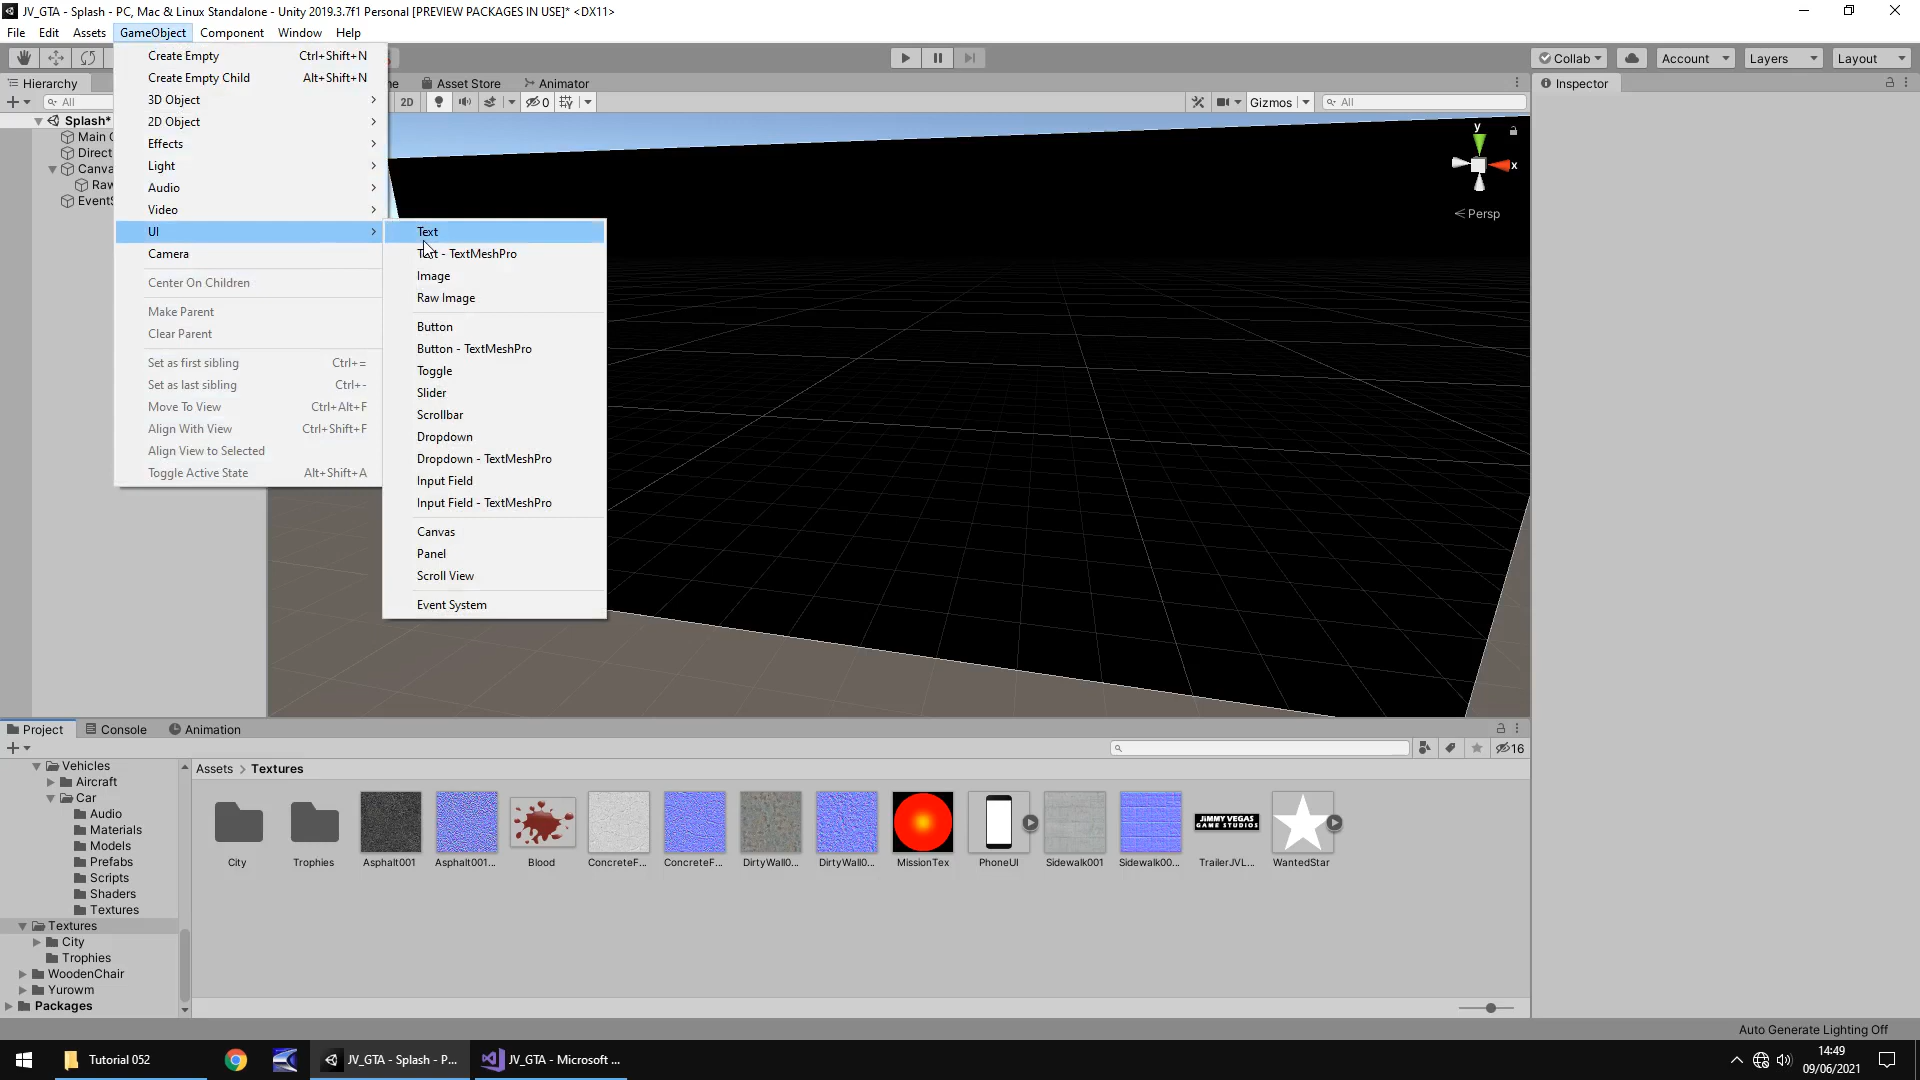 JV_GTA - Splash - PC, Mac & Linux Standalone - Unity 2019.3.7f1 Personal [PREVIEW PACKAGES IN USE]* <DX11>
File Edit Assets GameObject Component Window Help
Create Empty Ctrl+Shift+N
Create Empty Child Alt+Shift+N
3D Object
2D Object
Effects
Light
Audio
Video
UI
Camera
Center On Children
Make Parent
Clear Parent
Set as first sibling Ctrl+=
Set as last sibling Ctrl+-
Move To View Ctrl+Alt+F
Align With View Ctrl+Shift+F
Align View to Selected
Toggle Active State Alt+Shift+A
Text
- TextMeshPro
Image
Raw Image
Button
Button - TextMeshPro
Toggle
Slider
Scrollbar
Dropdown
Dropdown - TextMeshPro
Input Field
Input Field - TextMeshPro
Canvas
Panel
Scroll View
Event System
Collab Account Layers Layout
Hierarchy
All
Splash*
Main
Direct
Canva
Raw
Event
Asset Store Animator
2D 0 Gizmos All
y
x
Persp
Inspector
Project Console Animation
16
Vehicles
Aircraft
Car
Audio
Materials
Models
Prefabs
Scripts
Shaders
Textures
Textures
City
Trophies
WoodenChair
Yurowm
Packages
Assets > Textures
JIMMY VEGAS
GAME STUDIOS
City Trophies Asphalt001 Asphalt001... Blood ConcreteF... ConcreteF... DirtyWall0... DirtyWall0... MissionTex PhoneUI Sidewalk001 Sidewalk00... TrailerJVL... WantedStar
Auto Generate Lighting Off
Tutorial 052 JV_GTA - Splash - P... JV_GTA - Microsoft ...
14:49
09/06/2021